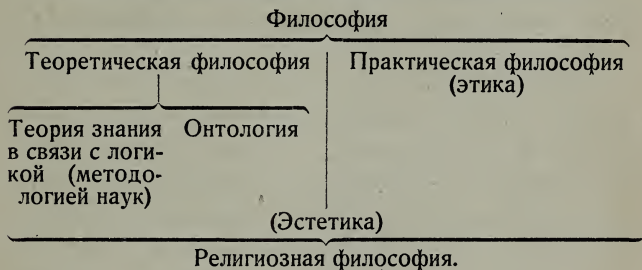 Философия
Теоретическая философия
Практическая философия
(этика)
Теория знания
в связи с логи-
кой (методо-
логией наук)
Онтология
(Эстетика)
Религиозная философия.